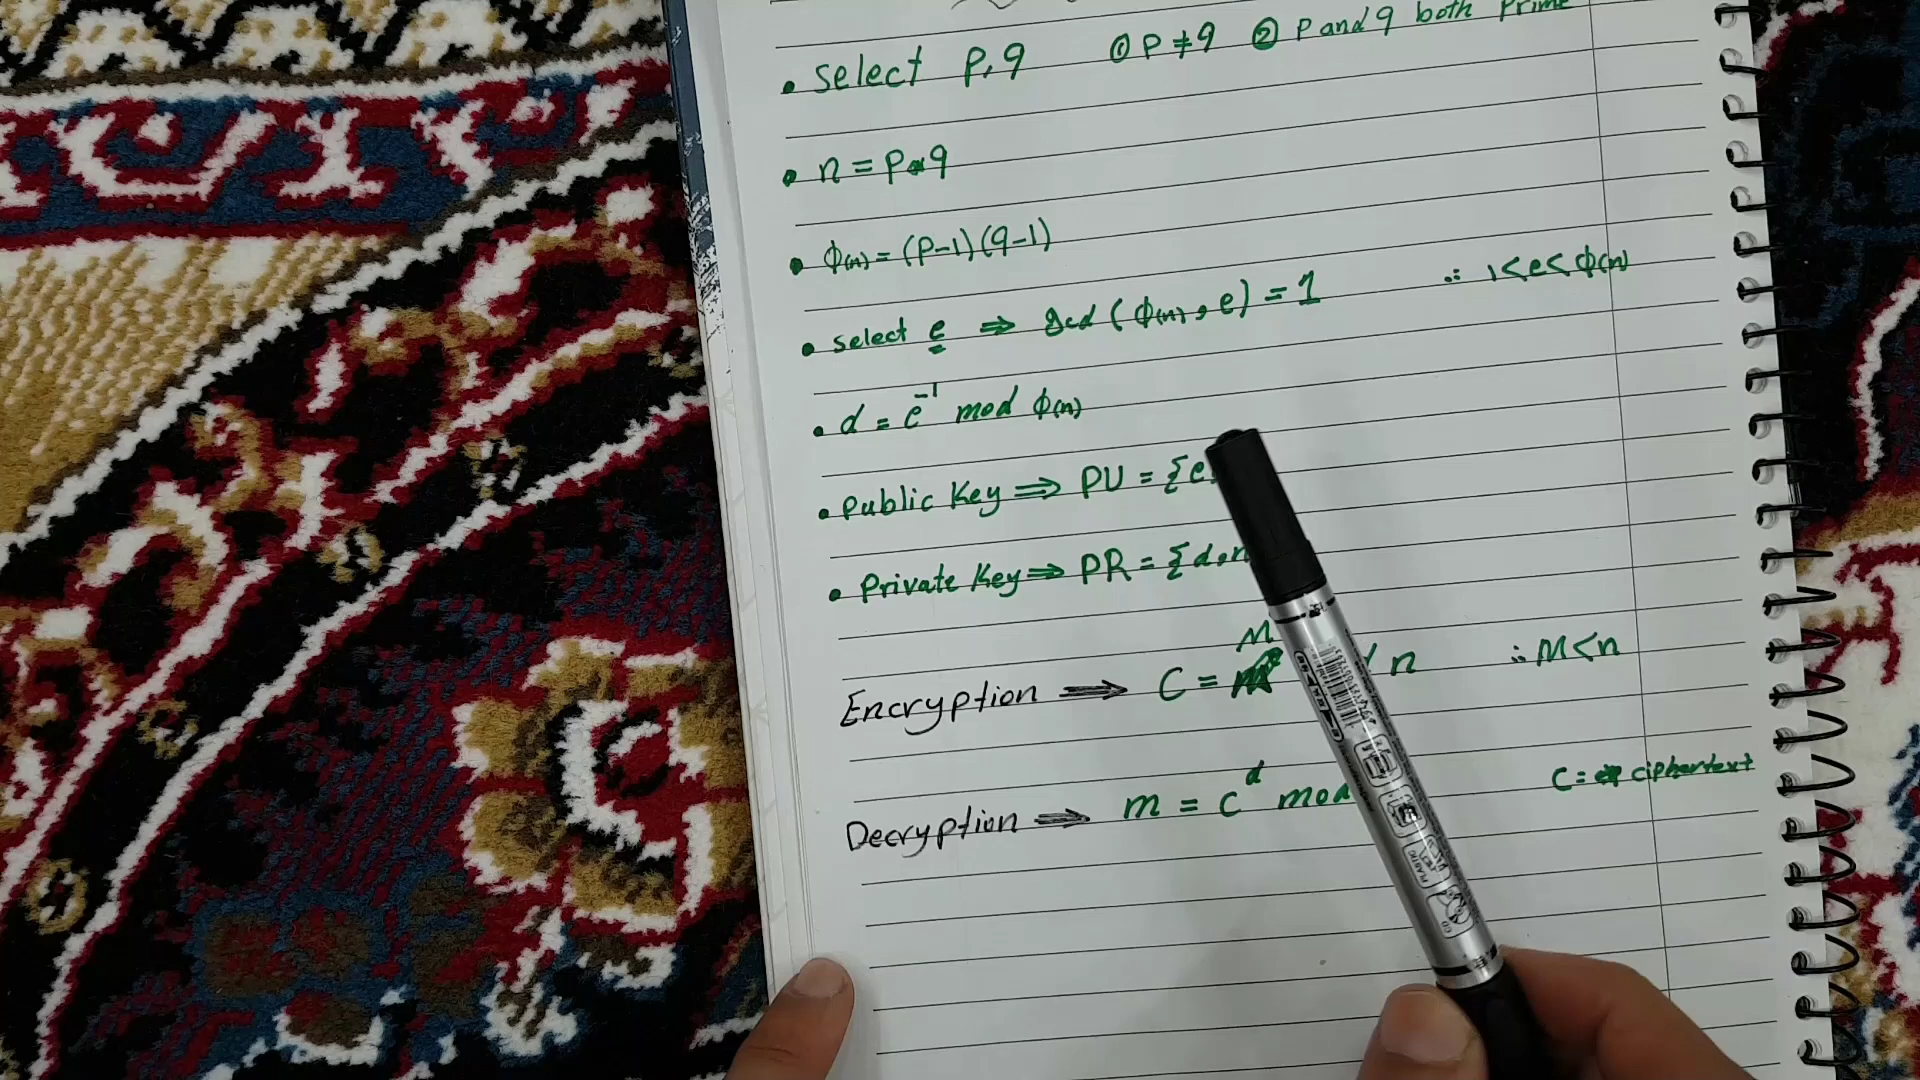 • select P, q ① P ≠ q ② P and q both Prime
• n = P * q
• ϕ(n) = (P-1)(q-1)
• select e ⇒ gcd ( ϕ(n) , e) = 1 ∴ 1 < e < ϕ(n)
• d = e⁻¹ mod ϕ(n)
• Public Key ⇒ PU = {e
• Private Key ⇒ PR = {d, n
Encryption ⇒ C = M n ∴ M < n
C = ciphertext
Decryption ⇒ m = c^d mod